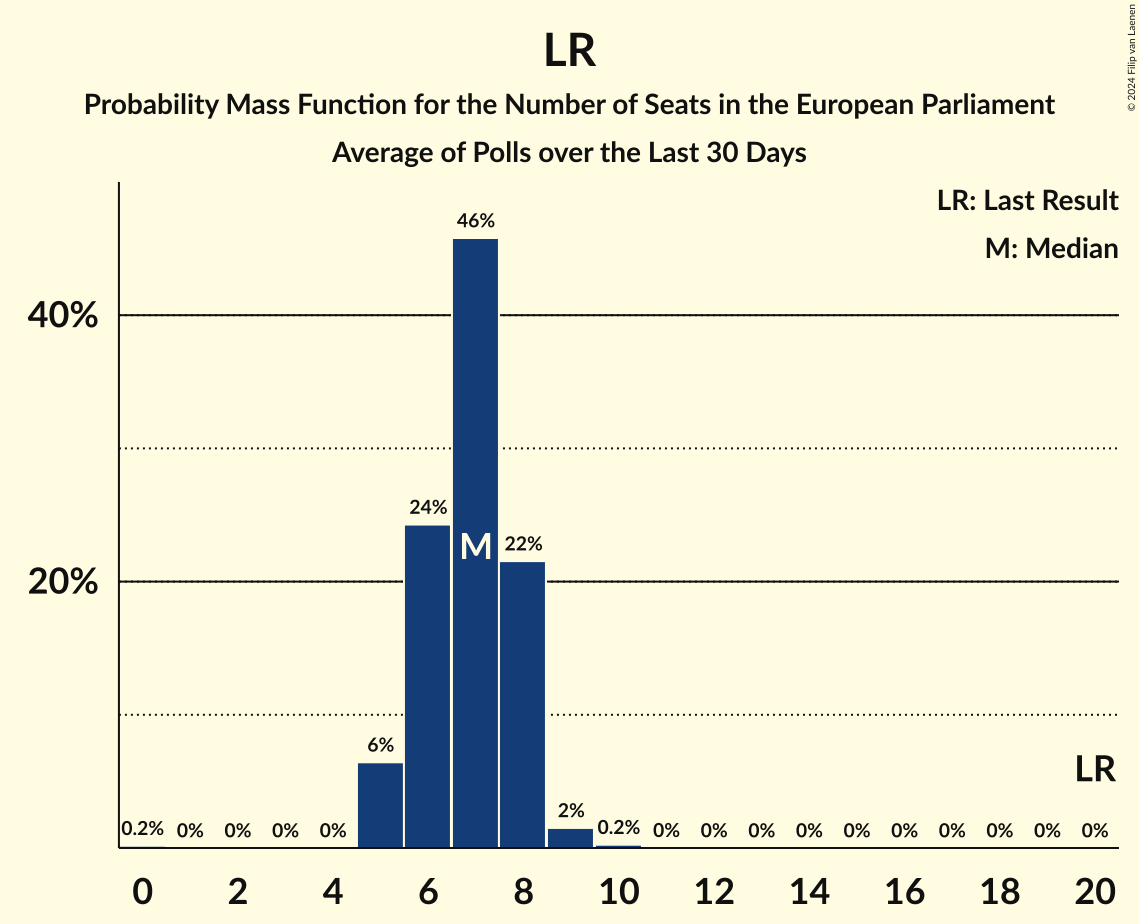 LR
Probability Mass Function for the Number of Seats in the European Parliament
Average of Polls over the Last 30 Days
© 2024 Filip van Laenen
LR: Last Result
M: Median
46%
40%
24%
M
22%
20%
6%
LR
2%
0.2% 0% 0% 0% 0% 0.2% 0% 0% 0% 0% 0% 0% 0% 0% 0% 0%
0 2 4 6 8 10 12 14 16 18 20